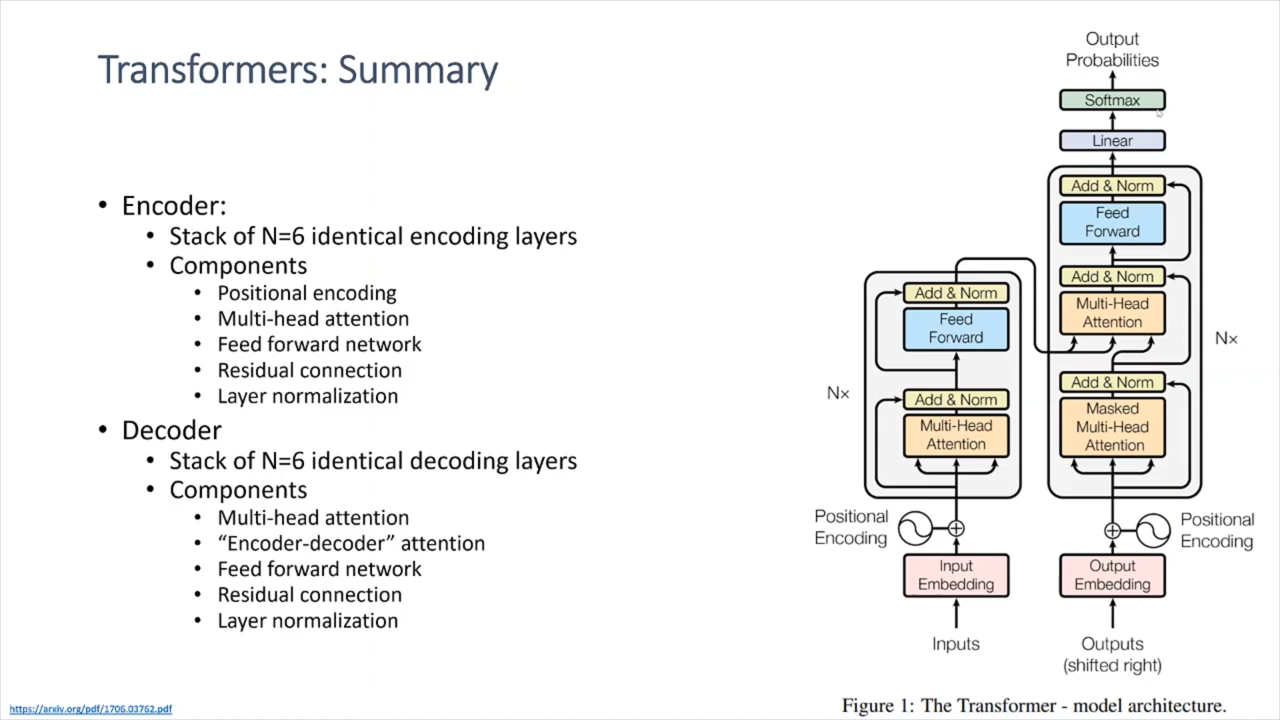 Transformers: Summary
• Encoder:
• Stack of N=6 identical encoding layers
• Components
• Positional encoding
• Multi-head attention
• Feed forward network
• Residual connection
• Layer normalization
• Decoder
• Stack of N=6 identical decoding layers
• Components
• Multi-head attention
• “Encoder-decoder” attention
• Feed forward network
• Residual connection
• Layer normalization
https://arxiv.org/pdf/1706.03762.pdf
Output
Probabilities
Softmax
Linear
Add & Norm
Feed
Forward
Add & Norm
Multi-Head
Attention
Nx
Add & Norm
Masked
Multi-Head
Attention
Add & Norm
Feed
Forward
Nx
Add & Norm
Multi-Head
Attention
Positional
Encoding
Positional
Encoding
Input
Embedding
Output
Embedding
Inputs
Outputs
(shifted right)
Figure 1: The Transformer - model architecture.